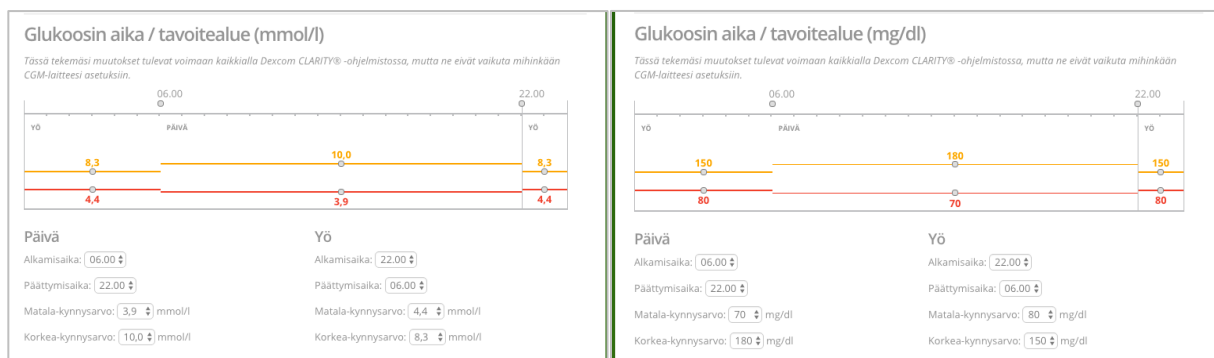 Glukoosin aika / tavoitealue (mmol/l)
Tässä tekemäsi muutokset tulevat voimaan kaikkialla Dexcom CLARITY® -ohjelmistossa, mutta ne eivät vaikuta mihinkään
CGM-laitteesi asetuksiin.
06.00 22.00
YÖ PÄIVÄ YÖ
8,3 10,0 8,3
4,4 3,9 4,4
Päivä Yö
Alkamisaika: 06.00 Alkamisaika: 22.00
Päättymisaika: 22.00 Päättymisaika: 06.00
Matala-kynnysarvo: 3,9 mmol/l Matala-kynnysarvo: 4,4 mmol/l
Korkea-kynnysarvo: 10,0 mmol/l Korkea-kynnysarvo: 8,3 mmol/l
Glukoosin aika / tavoitealue (mg/dl)
Tässä tekemäsi muutokset tulevat voimaan kaikkialla Dexcom CLARITY® -ohjelmistossa, mutta ne eivät vaikuta mihinkään
CGM-laitteesi asetuksiin.
06.00 22.00
YÖ PÄIVÄ YÖ
150 180 150
80 70 80
Päivä Yö
Alkamisaika: 06.00 Alkamisaika: 22.00
Päättymisaika: 22.00 Päättymisaika: 06.00
Matala-kynnysarvo: 70 mg/dl Matala-kynnysarvo: 80 mg/dl
Korkea-kynnysarvo: 180 mg/dl Korkea-kynnysarvo: 150 mg/dl